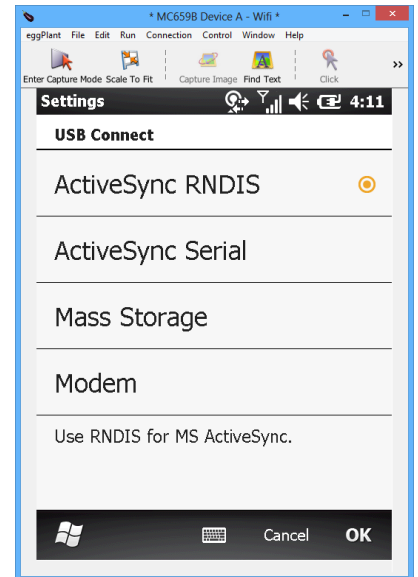 * MC659B Device A - Wifi *
eggPlant File Edit Run Connection Control Window Help
Enter Capture Mode Scale To Fit Capture Image Find Text Click
Settings 4:11
USB Connect
ActiveSync RNDIS
ActiveSync Serial
Mass Storage
Modem
Use RNDIS for MS ActiveSync.
Cancel OK